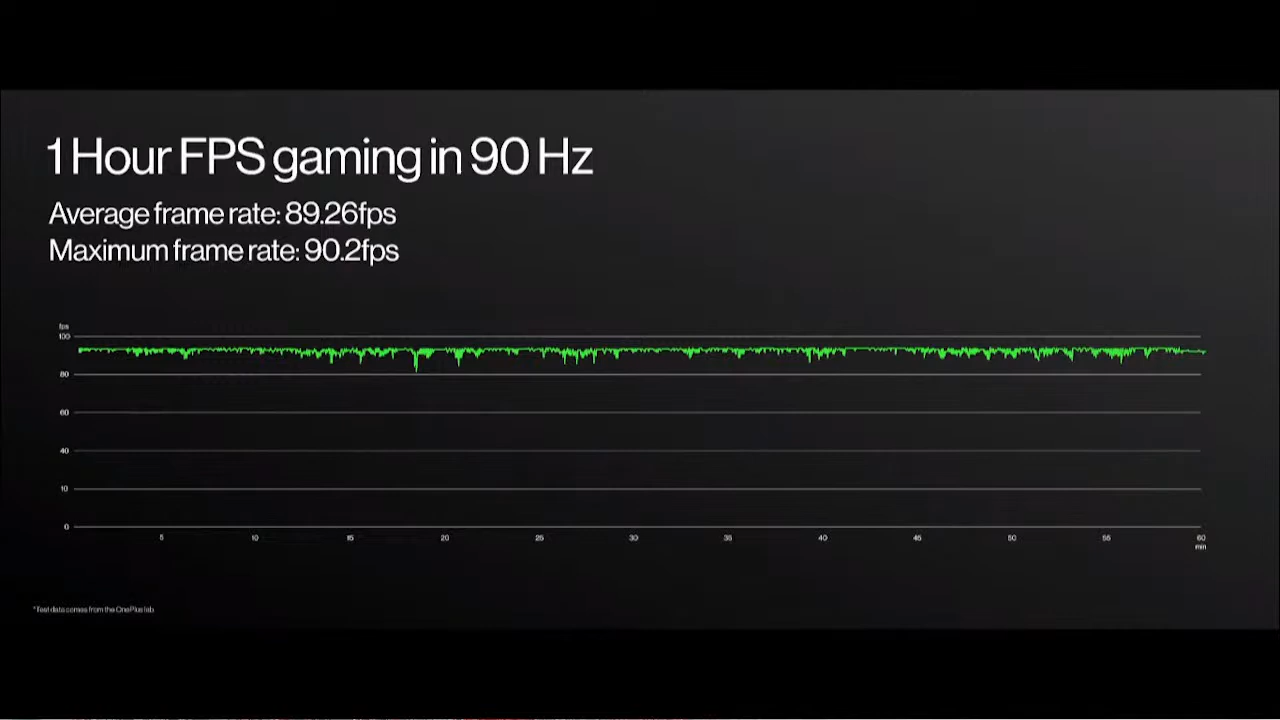 1 Hour FPS gaming in 90 Hz
Average frame rate: 89.26fps
Maximum frame rate: 90.2fps
fps
100
80
60
40
10
0
5 10 15 20 25 30 35 40 45 50 55 60
min
*Test data comes from the OnePlus lab